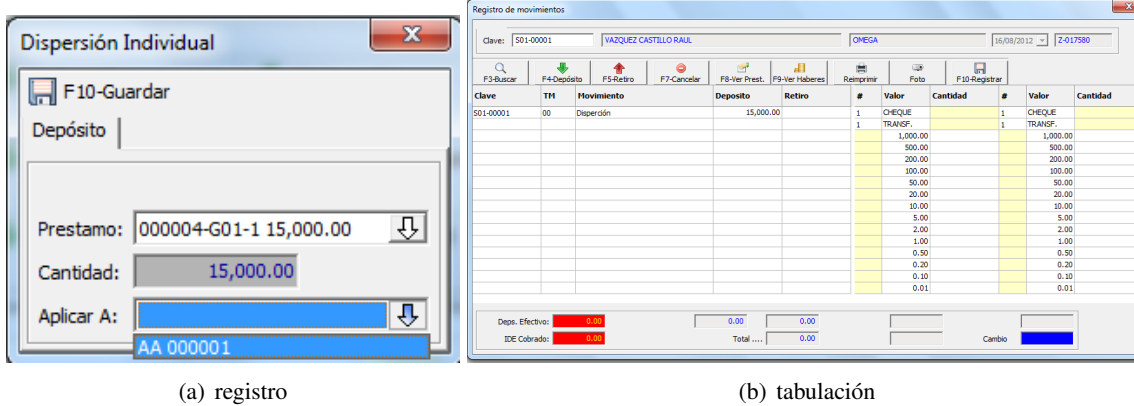 Dispersión Individual
F10-Guardar
Depósito
Prestamo: 000004-G01-1 15,000.00
Cantidad: 15,000.00
Aplicar A:
AA 000001
(a) registro
Registro de movimientos
Clave: S01-00001 VAZQUEZ CASTILLO RAUL OMEGA 16/08/2012 Z-017580
F3-Buscar F4-Depósito F5-Retiro F7-Cancelar F8-Ver Prest. F9-Ver Haberes Reimprimir Foto F10-Registrar
Clave TM Movimiento Deposito Retiro # Valor Cantidad # Valor Cantidad
S01-00001 00 Disperción 15,000.00 1 CHEQUE 1 CHEQUE
1 TRANSF. 1 TRANSF.
1,000.00 1,000.00
500.00 500.00
200.00 200.00
100.00 100.00
50.00 50.00
20.00 20.00
10.00 10.00
5.00 5.00
2.00 2.00
1.00 1.00
0.50 0.50
0.20 0.20
0.10 0.10
0.01 0.01
Deps. Efectivo: 0.00 0.00 0.00
IDE Cobrado: 0.00 Total .... 0.00 Cambio
(b) tabulación